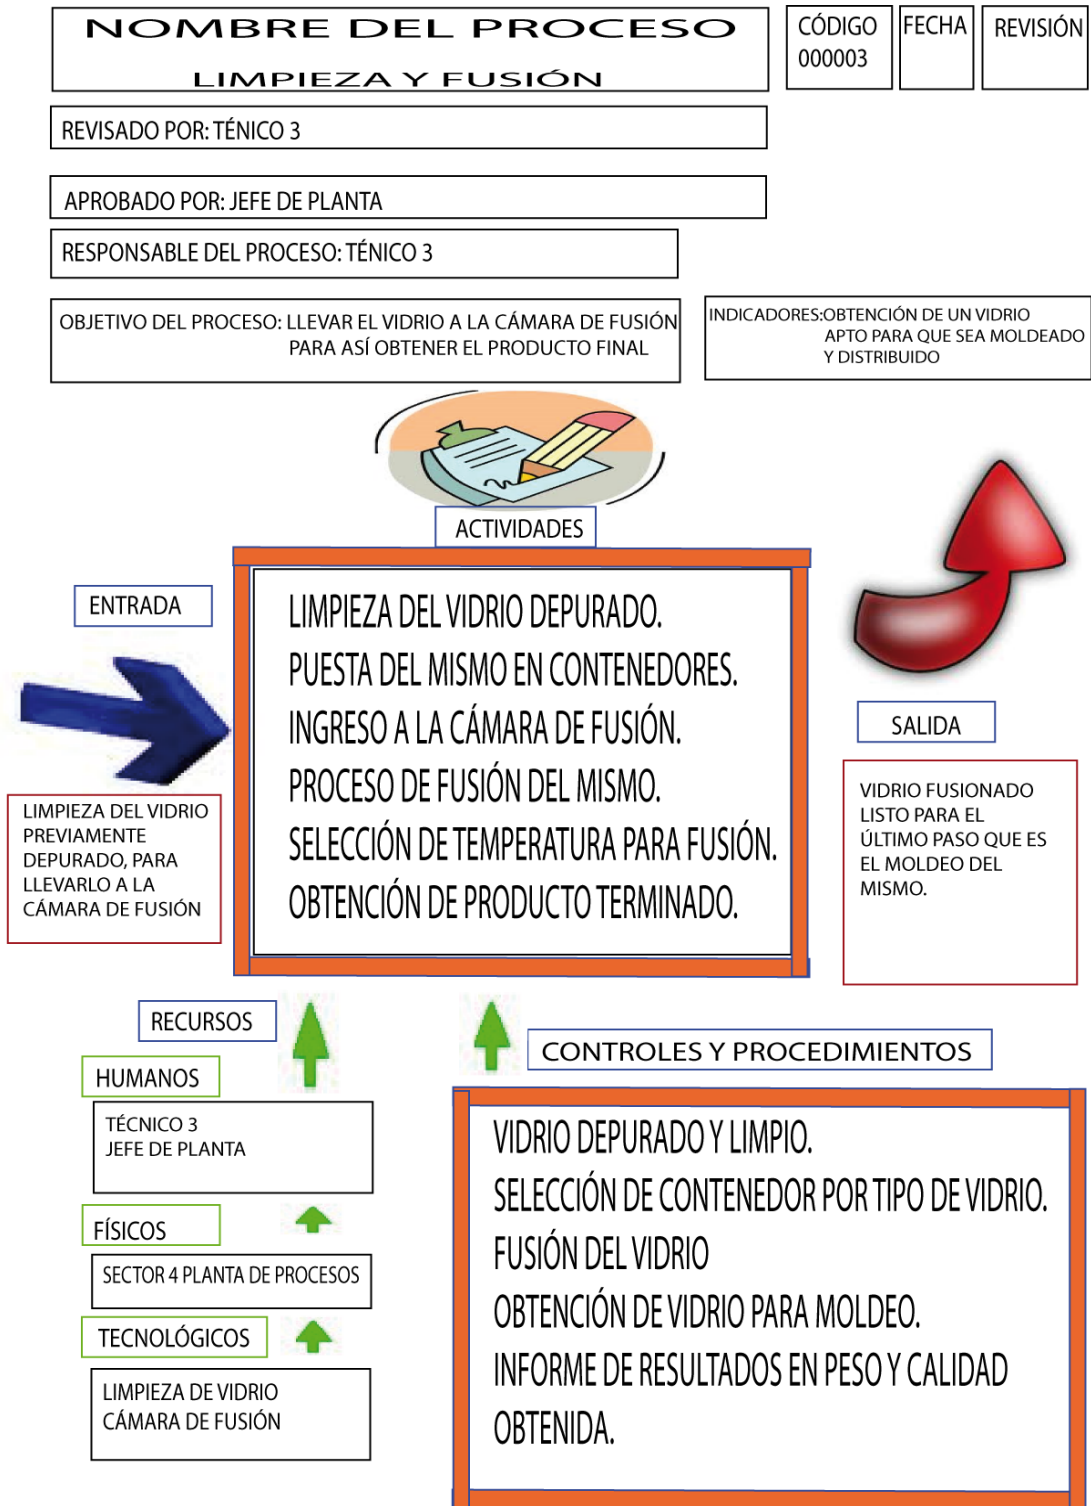 NOMBRE DEL PROCESO
LIMPIEZA Y FUSIÓN
CÓDIGO
000003
FECHA
REVISIÓN
REVISADO POR: TÉNICO 3
APROBADO POR: JEFE DE PLANTA
RESPONSABLE DEL PROCESO: TÉNICO 3
OBJETIVO DEL PROCESO: LLEVAR EL VIDRIO A LA CÁMARA DE FUSIÓN
PARA ASÍ OBTENER EL PRODUCTO FINAL
INDICADORES:OBTENCIÓN DE UN VIDRIO
APTO PARA QUE SEA MOLDEADO
Y DISTRIBUIDO
ACTIVIDADES
ENTRADA
LIMPIEZA DEL VIDRIO
PREVIAMENTE
DEPURADO, PARA
LLEVARLO A LA
CÁMARA DE FUSIÓN
LIMPIEZA DEL VIDRIO DEPURADO.
PUESTA DEL MISMO EN CONTENEDORES.
INGRESO A LA CÁMARA DE FUSIÓN.
PROCESO DE FUSIÓN DEL MISMO.
SELECCIÓN DE TEMPERATURA PARA FUSIÓN.
OBTENCIÓN DE PRODUCTO TERMINADO.
SALIDA
VIDRIO FUSIONADO
LISTO PARA EL
ÚLTIMO PASO QUE ES
EL MOLDEO DEL
MISMO.
RECURSOS
HUMANOS
TÉCNICO 3
JEFE DE PLANTA
FÍSICOS
SECTOR 4 PLANTA DE PROCESOS
TECNOLÓGICOS
LIMPIEZA DE VIDRIO
CÁMARA DE FUSIÓN
CONTROLES Y PROCEDIMIENTOS
VIDRIO DEPURADO Y LIMPIO.
SELECCIÓN DE CONTENEDOR POR TIPO DE VIDRIO.
FUSIÓN DEL VIDRIO
OBTENCIÓN DE VIDRIO PARA MOLDEO.
INFORME DE RESULTADOS EN PESO Y CALIDAD
OBTENIDA.